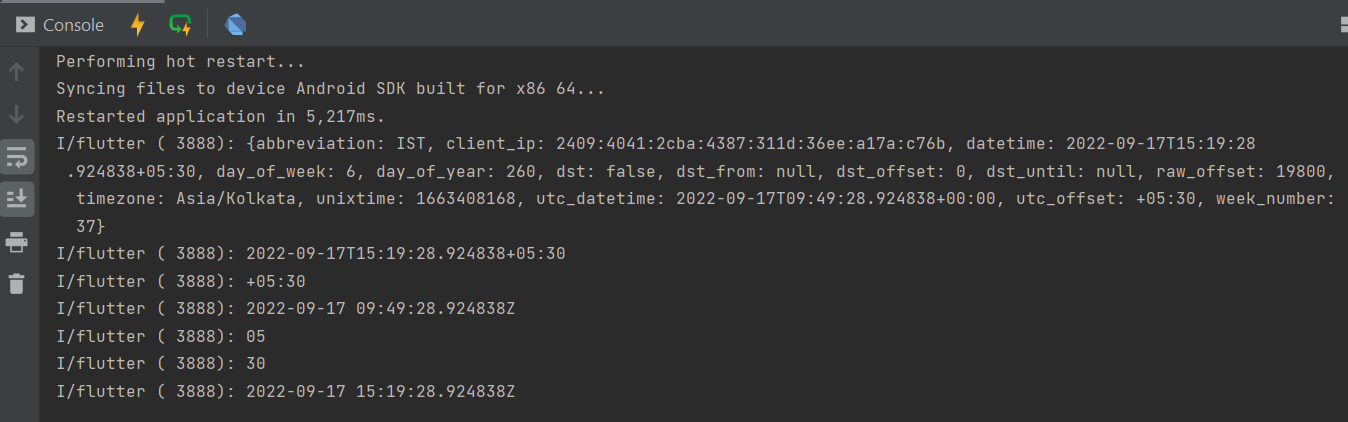 Console
Performing hot restart...
Syncing files to device Android SDK built for x86 64...
Restarted application in 5,217ms.
I/flutter ( 3888): {abbreviation: IST, client_ip: 2409:4041:2cba:4387:311d:36ee:a17a:c76b, datetime: 2022-09-17T15:19:28
.924838+05:30, day_of_week: 6, day_of_year: 260, dst: false, dst_from: null, dst_offset: 0, dst_until: null, raw_offset: 19800,
timezone: Asia/Kolkata, unixtime: 1663408168, utc_datetime: 2022-09-17T09:49:28.924838+00:00, utc_offset: +05:30, week_number:
37}
I/flutter ( 3888): 2022-09-17T15:19:28.924838+05:30
I/flutter ( 3888): +05:30
I/flutter ( 3888): 2022-09-17 09:49:28.924838Z
I/flutter ( 3888): 05
I/flutter ( 3888): 30
I/flutter ( 3888): 2022-09-17 15:19:28.924838Z